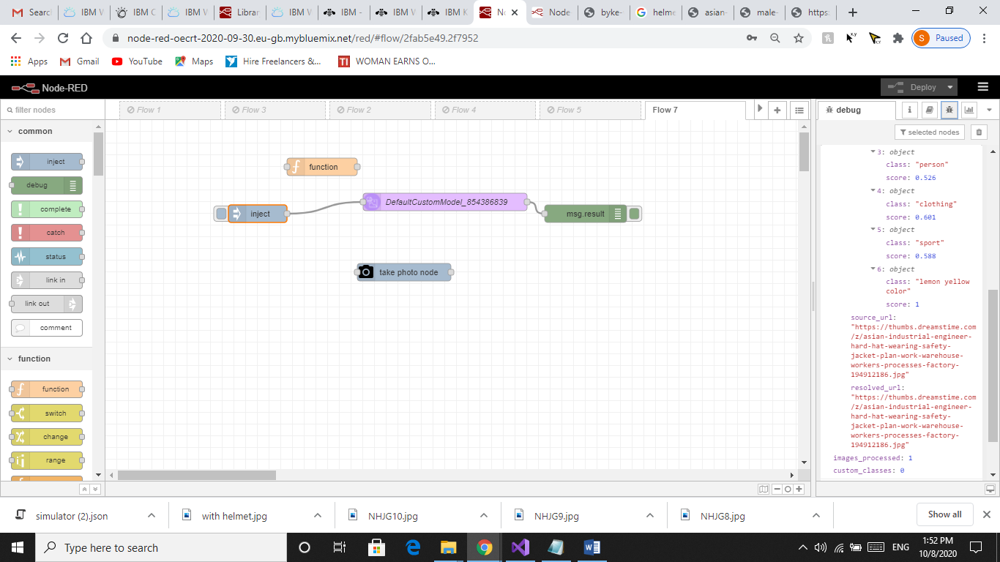 Search
IBM W
IBM C
IBM W
Librar
IBM W
IBM -
IBM W
IBM K
No
Node
byke-
helme
asian-
male-
https:
node-red-oecrt-2020-09-30.eu-gb.mybluemix.net/red/#flow/2fab5e49.2f7952
S Paused
Apps
Gmail
YouTube
Maps
Hire Freelancers &...
TI WOMAN EARNS O...
Node-RED
Deploy
filter nodes
Flow 1
Flow 3
Flow 2
Flow 4
Flow 5
Flow 7
debug
selected nodes
common
inject
debug
complete
catch
status
link in
link out
comment
function
function
switch
change
range
function
inject
DefaultCustomModel_854386839
msg.result
take photo node
3: object
class: "person"
score: 0.526
4: object
class: "clothing"
score: 0.601
5: object
class: "sport"
score: 0.588
6: object
class: "lemon yellow
color"
score: 1
source_url:
"https://thumbs.dreamstime.com
/z/asian-industrial-engineer-
hard-hat-wearing-safety-
jacket-plan-work-warehouse-
workers-processes-factory-
194912186.jpg"
resolved_url:
"https://thumbs.dreamstime.com
/z/asian-industrial-engineer-
hard-hat-wearing-safety-
jacket-plan-work-warehouse-
workers-processes-factory-
194912186.jpg"
images_processed: 1
custom_classes: 0
simulator (2).json
with helmet.jpg
NHJG10.jpg
NHJG9.jpg
NHJG8.jpg
Show all
Type here to search
ENG
1:52 PM
10/8/2020